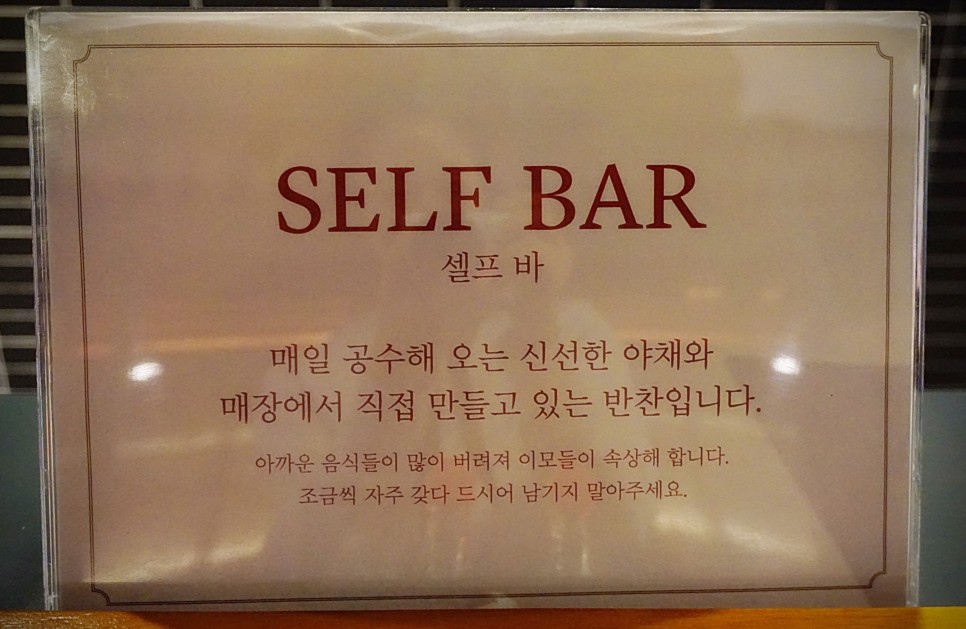 SELF BAR
셀프 바
매일 공수해 오는 신선한 야채와
매장에서 직접 만들고 있는 반찬입니다.
아까운 음식들이 많이 버려져 이모들이 속상해 합니다.
조금씩 자주 갖다 드시어 남기지 말아주세요.